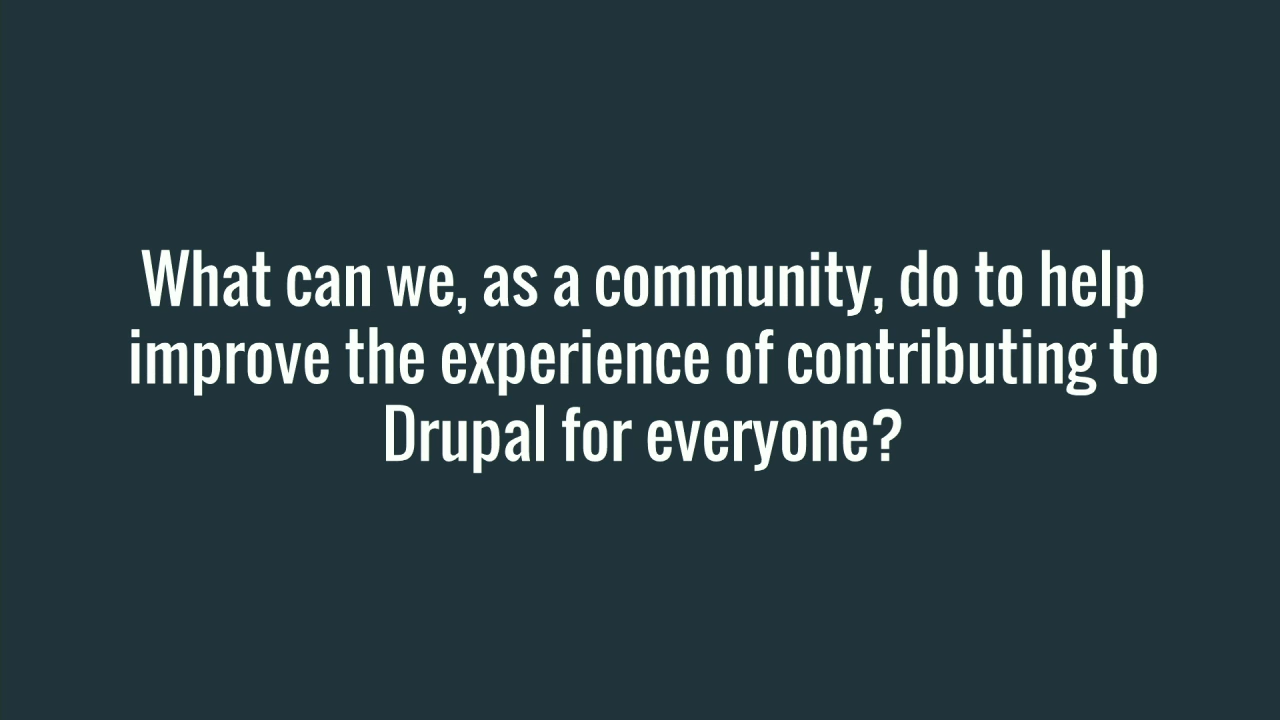 What can we, as a community, do to help
improve the experience of contributing to
Drupal for everyone?